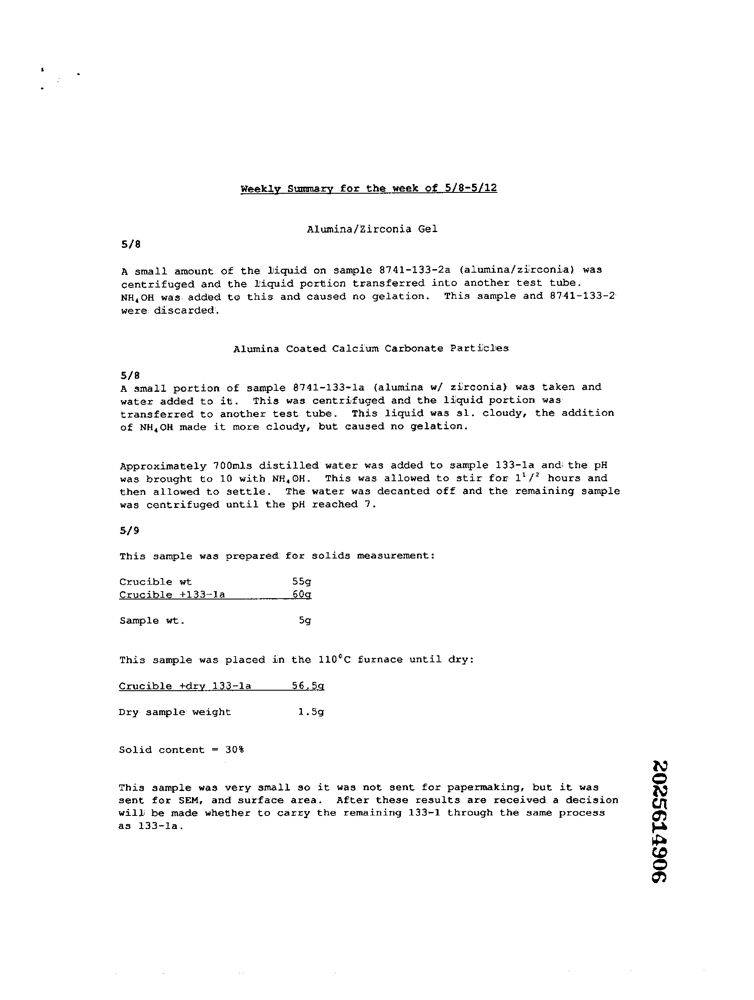 Weekly Summary for the week of 5/8-5/12
Alumina/Zirconia Gel
5/8
A small amount of the liquid on sample 8741-133-2a (alumina/zirconia) was
centrifuged and the liquid portion transferred into another test tube.
NH₄OH was added to this and caused no gelation.  This sample and 8741-133-2
were discarded.
Alumina Coated Calcium Carbonate Particles
5/8
A small portion of sample 8741-133-1a (alumina w/ zirconia) was taken and
water added to it.  This was centrifuged and the liquid portion was
transferred to another test tube.  This liquid was sl. cloudy, the addition
of NH₄OH made it more cloudy, but caused no gelation.
Approximately 700mls distilled water was added to sample 133-1a and the pH
was brought to 10 with NH₄OH.  This was allowed to stir for 1¹/² hours and
then allowed to settle.  The water was decanted off and the remaining sample
was centrifuged until the pH reached 7.
5/9
This sample was prepared for solids measurement:
Crucible wt 55g
Crucible +133-1a 60g
Sample wt. 5g
This sample was placed in the 110⁰C furnace until dry:
Crucible +dry 133-1a 56.5g
Dry sample weight 1.5g
Solid content = 30%
This sample was very small so it was not sent for papermaking, but it was
sent for SEM, and surface area.  After these results are received a decision
will be made whether to carry the remaining 133-1 through the same process
as 133-1a.
2025614906